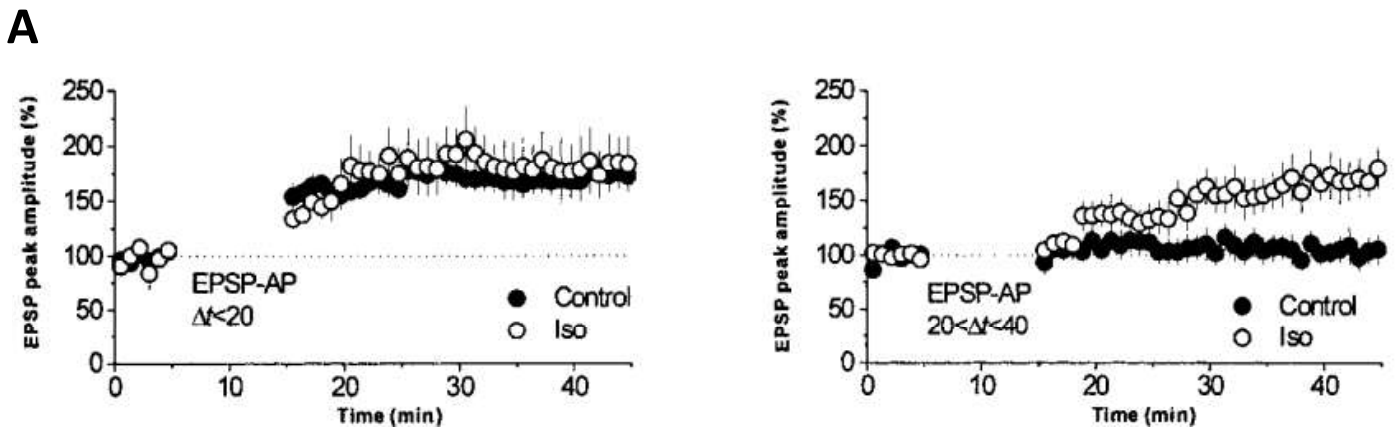 A
EPSP peak amplitude (%)
250
200
150
100
50
0
EPSP-AP
Δt<20
Control
Iso
0 10 20 30 40
Time (min)
EPSP peak amplitude (%)
250
200
150
100
50
0
EPSP-AP
20<Δt<40
Control
Iso
0 10 20 30 40
Time (min)